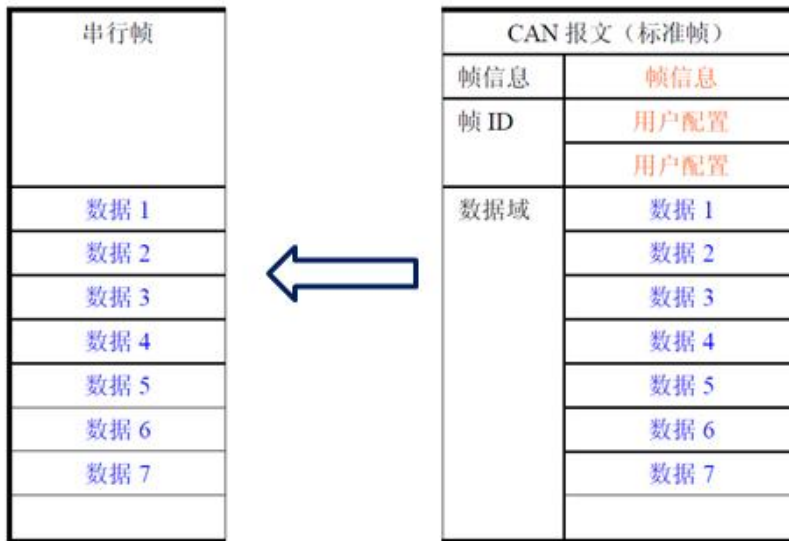 串行帧
数据 1
数据 2
数据 3
数据 4
数据 5
数据 6
数据 7
CAN 报文（标准帧）
帧信息 帧信息
帧 ID 用户配置
用户配置
数据域 数据 1
数据 2
数据 3
数据 4
数据 5
数据 6
数据 7